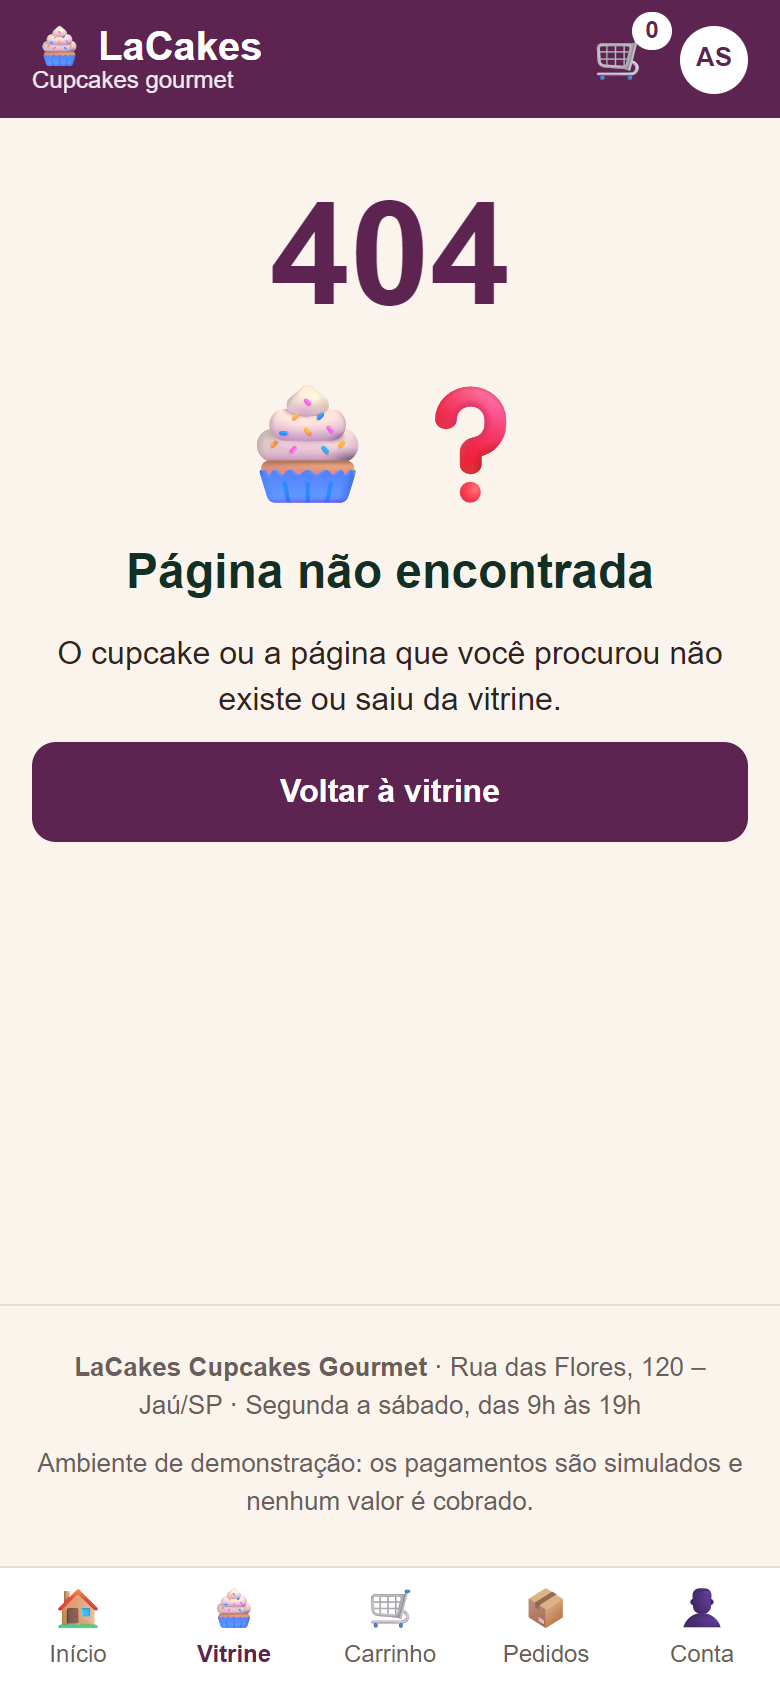 LaCakes
Cupcakes gourmet
0
AS
404
Página não encontrada
O cupcake ou a página que você procurou não
existe ou saiu da vitrine.
Voltar à vitrine
LaCakes Cupcakes Gourmet · Rua das Flores, 120 –
Jaú/SP · Segunda a sábado, das 9h às 19h
Ambiente de demonstração: os pagamentos são simulados e
nenhum valor é cobrado.
Início
Vitrine
Carrinho
Pedidos
Conta